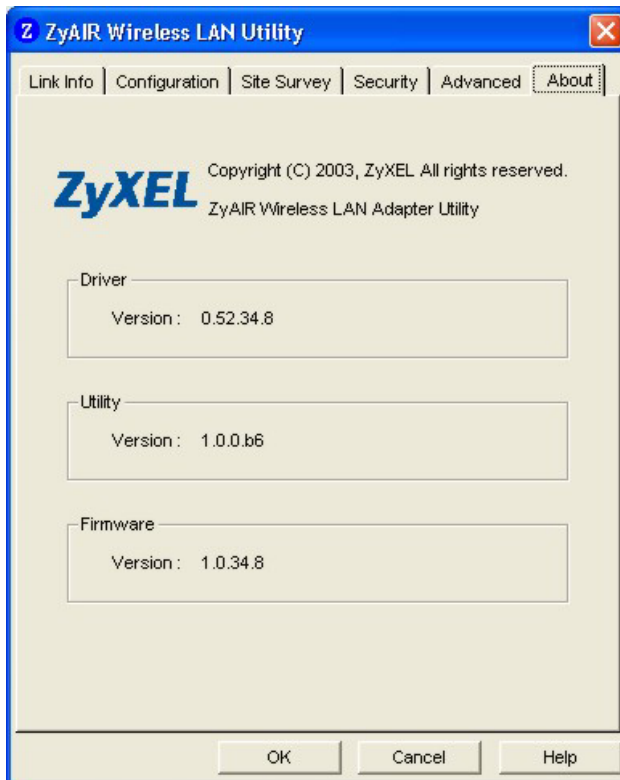 Z ZyAIR Wireless LAN Utility
Link Info Configuration Site Survey Security Advanced About
ZyXEL
Copyright (C) 2003, ZyXEL All rights reserved.
ZyAIR Wireless LAN Adapter Utility
Driver
Version : 0.52.34.8
Utility
Version : 1.0.0.b6
Firmware
Version : 1.0.34.8
OK Cancel Help